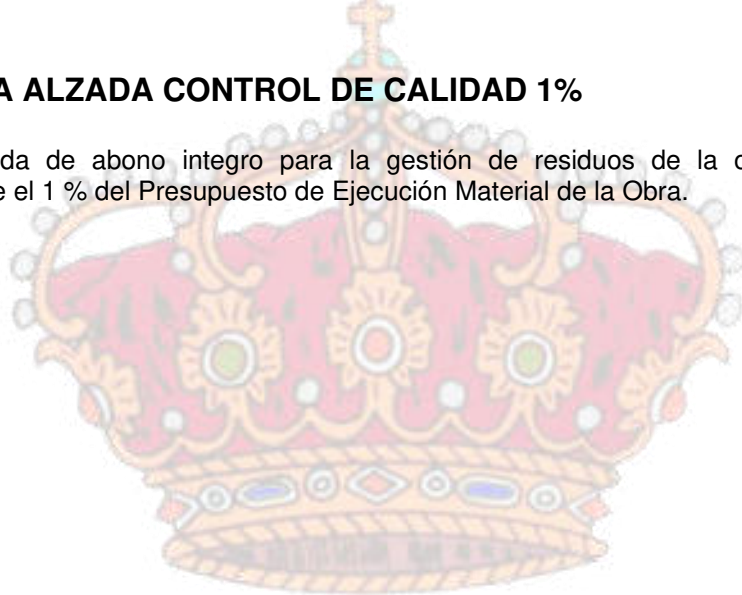 A ALZADA CONTROL DE CALIDAD 1%
da de abono integro para la gestión de residuos de la
el 1 % del Presupuesto de Ejecución Material de la Obra.